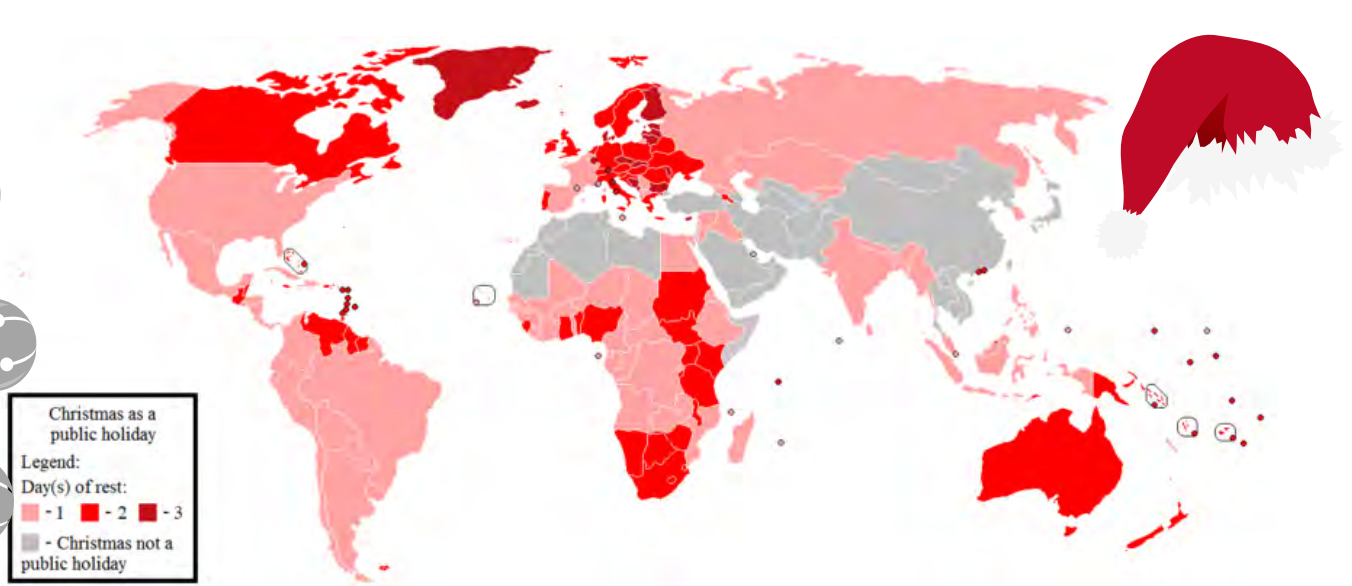 Christmas as a
public holiday
Legend:
Day(s) of rest:
- 1 - 2 - 3
- Christmas not a
public holiday